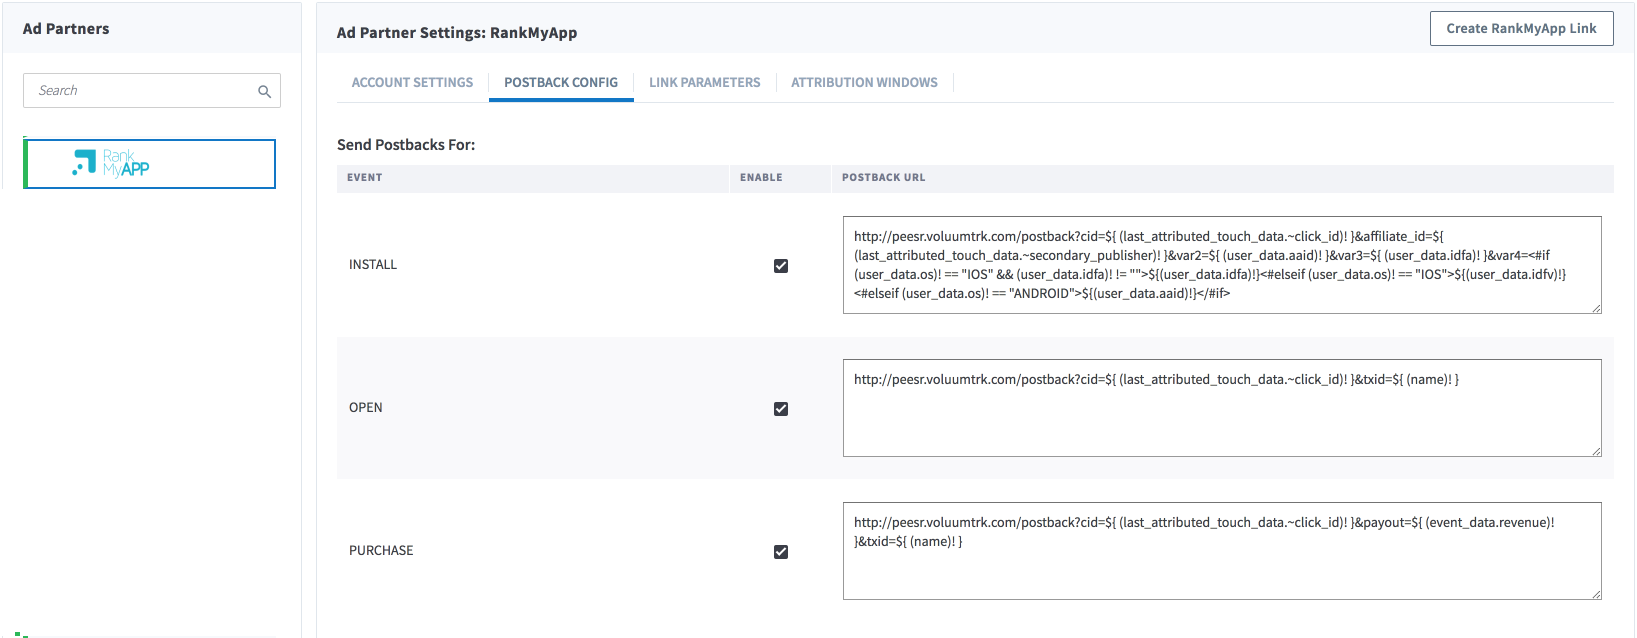 Ad Partners
Search
Rank
MyAPP
Ad Partner Settings: RankMyApp
Create RankMyApp Link
ACCOUNT SETTINGS
POSTBACK CONFIG
LINK PARAMETERS
ATTRIBUTION WINDOWS
Send Postbacks For:
EVENT
ENABLE
POSTBACK URL
INSTALL
http://peesr.voluumtrk.com/postback?cid=${ (last_attributed_touch_data.~click_id)! }&affiliate_id=${
(last_attributed_touch_data.~secondary_publisher)! }&var2=${ (user_data.aaid)! }&var3=${ (user_data.idfa)! }&var4=<#if
(user_data.os)! == "IOS" && (user_data.idfa)! != "">${(user_data.idfa)!}<#elseif (user_data.os)! == "IOS">${(user_data.idfv)!}
<#elseif (user_data.os)! == "ANDROID">${(user_data.aaid)!}</#if>
OPEN
http://peesr.voluumtrk.com/postback?cid=${ (last_attributed_touch_data.~click_id)! }&txid=${ (name)! }
PURCHASE
http://peesr.voluumtrk.com/postback?cid=${ (last_attributed_touch_data.~click_id)! }&payout=${ (event_data.revenue)!
}&txid=${ (name)! }